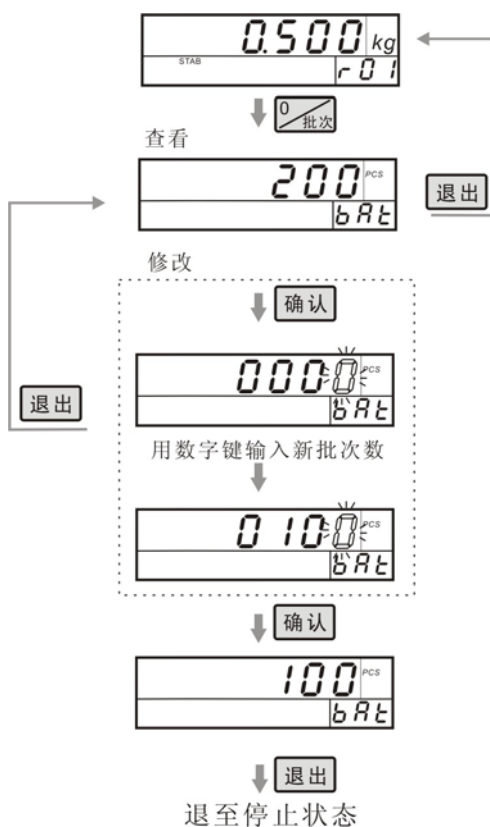 0.500 kg
STAB r01
0/批次
查看
200 PCS
bAt
退出
修改
确认
0000 PCS
bAt
退出
用数字键输入新批次数
0100 PCS
bAt
确认
100 PCS
bAt
退出
退至停止状态